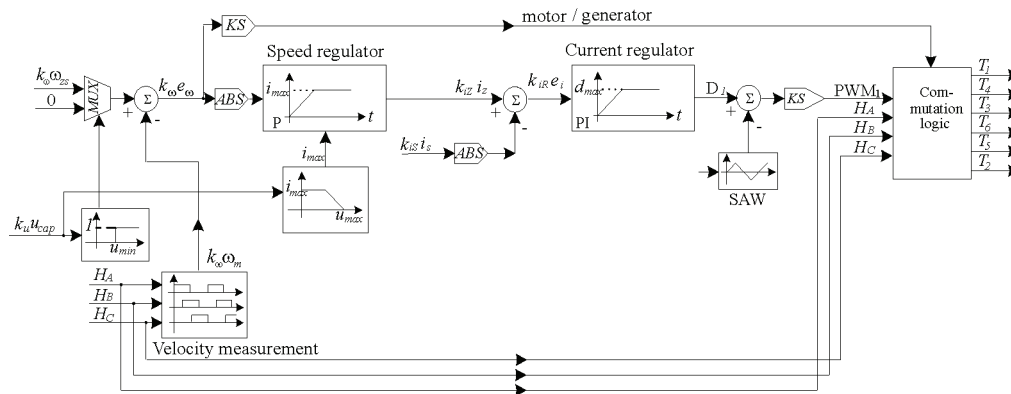 KS
motor / generator
Speed regulator
Current regulator
kωωzs
0
MUX
+
Σ
-
kωeω
ABS
imax
P
t
kiZ iz
+
Σ
-
kiR ei
dmax
PI
t
D1
+
Σ
-
KS
PWM1
HA
HB
HC
Com-
mutation
logic
T1
T4
T3
T6
T5
T2
kiS is
ABS
imax
imax
umax
SAW
ku ucap
1
umin
kωωm
HA
HB
HC
Velocity measurement